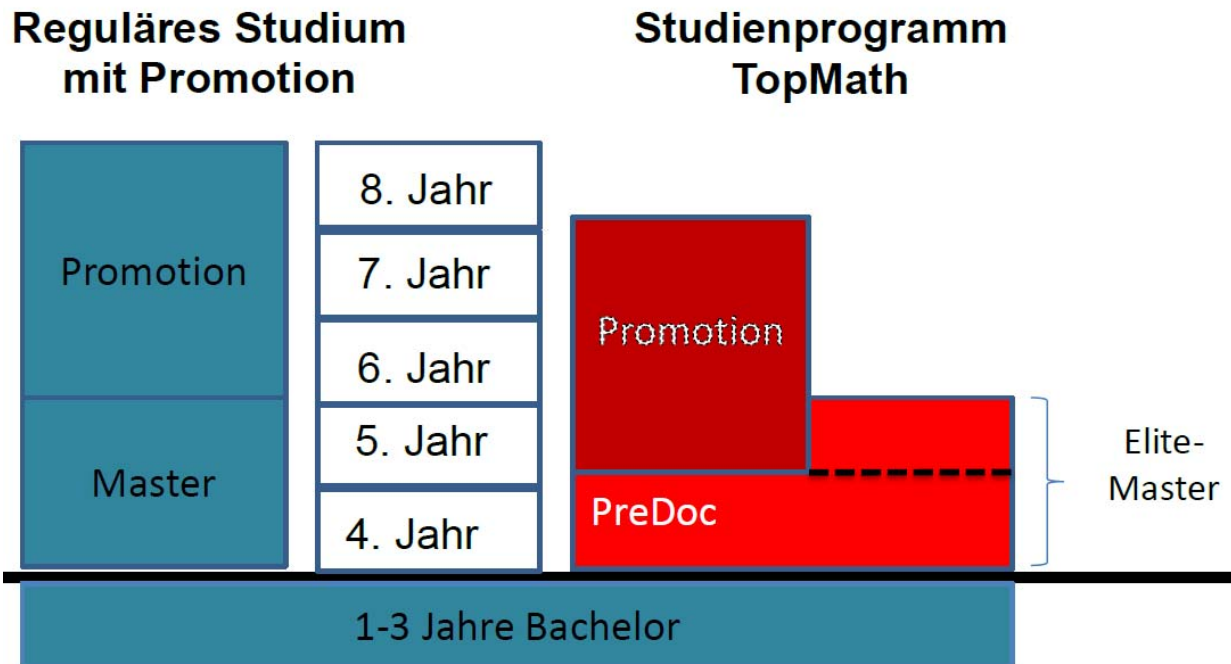 Reguläres Studium
mit Promotion
Studienprogramm
TopMath
Promotion
Master
8. Jahr
7. Jahr
6. Jahr
5. Jahr
4. Jahr
Promotion
PreDoc
Elite-
Master
1-3 Jahre Bachelor